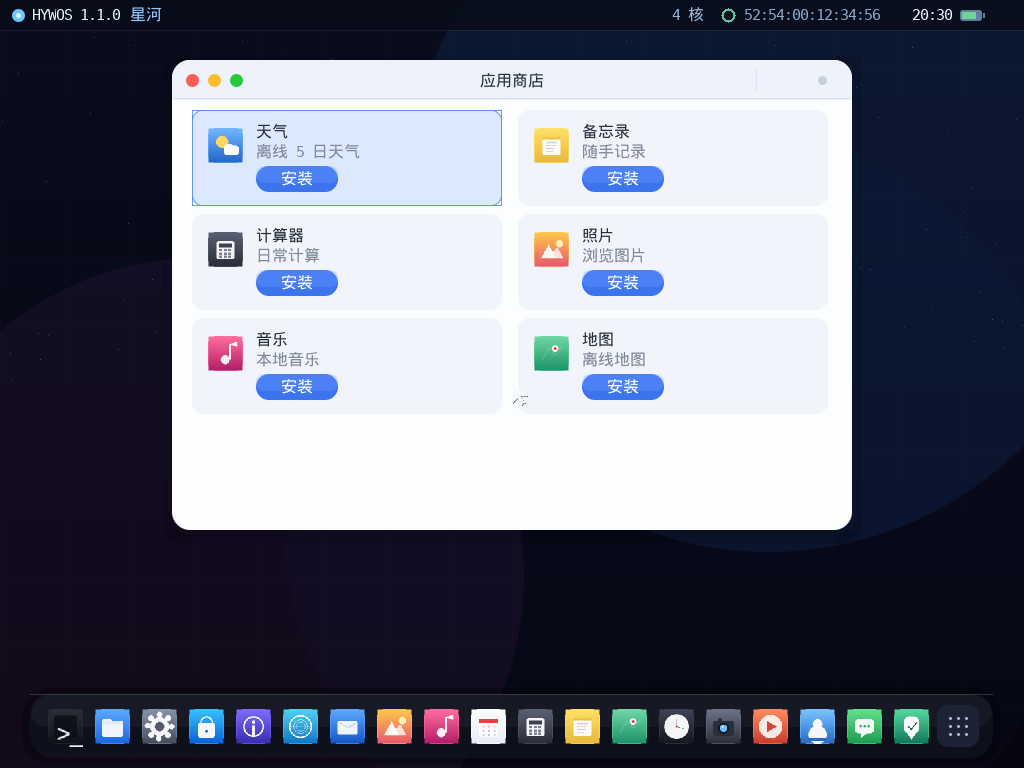 HYWOS 1.1.0 星河
4 核
52:54:00:12:34:56
20:30
应用商店
天气
离线 5 日天气
安装
备忘录
随手记录
安装
计算器
日常计算
安装
照片
浏览图片
安装
音乐
本地音乐
安装
地图
离线地图
安装
>_